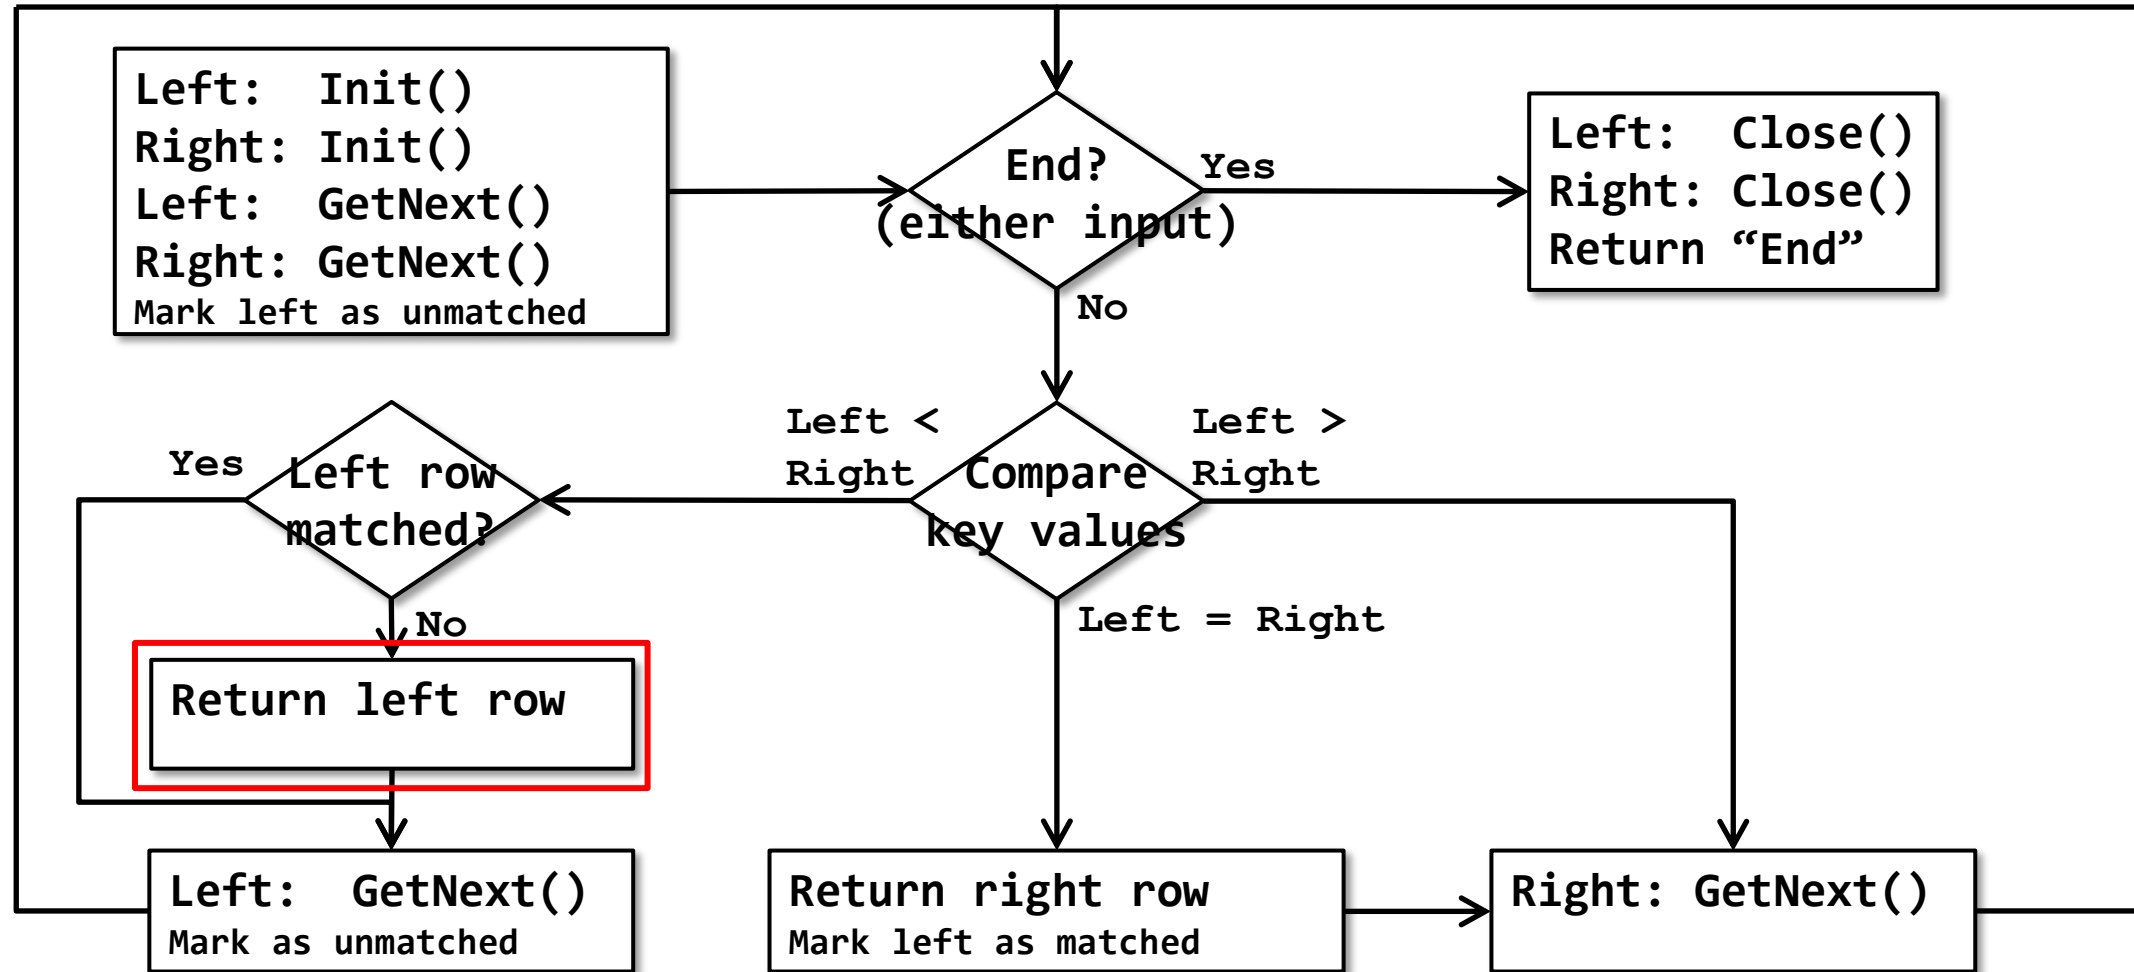 Left:  Init()
Right: Init()
Left:  GetNext()
Right: GetNext()
Mark left as unmatched
End?
(either input)
Yes
No
Left:  Close()
Right: Close()
Return “End”
Left <
Right
Left >
Right
Compare
key values
Left = Right
Yes
Left row
matched?
No
Return left row
Left:  GetNext()
Mark as unmatched
Return right row
Mark left as matched
Right: GetNext()